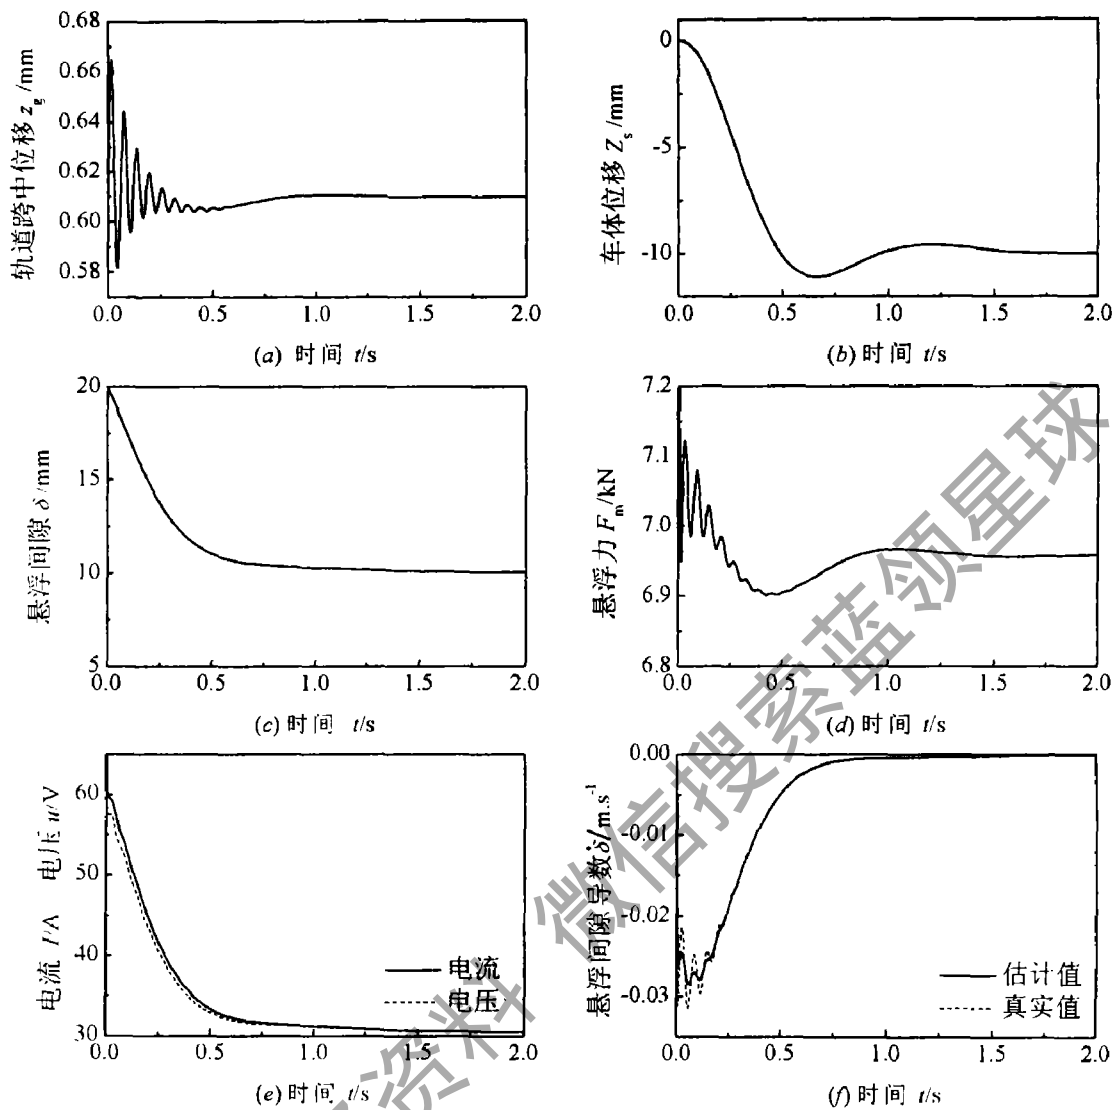 0.68
0.66
0.64
0.62
0.60
0.58
轨道跨中位移 z_g /mm
0.0 0.5 1.0 1.5 2.0
(a) 时间 t/s
0
-5
-10
车体位移 Z_s /mm
0.0 0.5 1.0 1.5 2.0
(b) 时间 t/s
20
15
10
5
悬浮间隙 δ /mm
0.0 0.5 1.0 1.5 2.0
(c) 时间 t/s
7.2
7.1
7.0
6.9
6.8
悬浮力 F_m/kN
0.0 0.5 1.0 1.5 2.0
(d) 时间 t/s
60
50
40
30
电流 I/A 电压 u/V
电流
电压
0.0 0.5 1.0 1.5 2.0
(e) 时间 t/s
0.00
-0.01
-0.02
-0.03
悬浮间隙导数 δ̇/m.s⁻¹
估计值
真实值
0.0 0.5 1.0 1.5 2.0
(f) 时间 t/s
资料 微信搜索蓝领星球